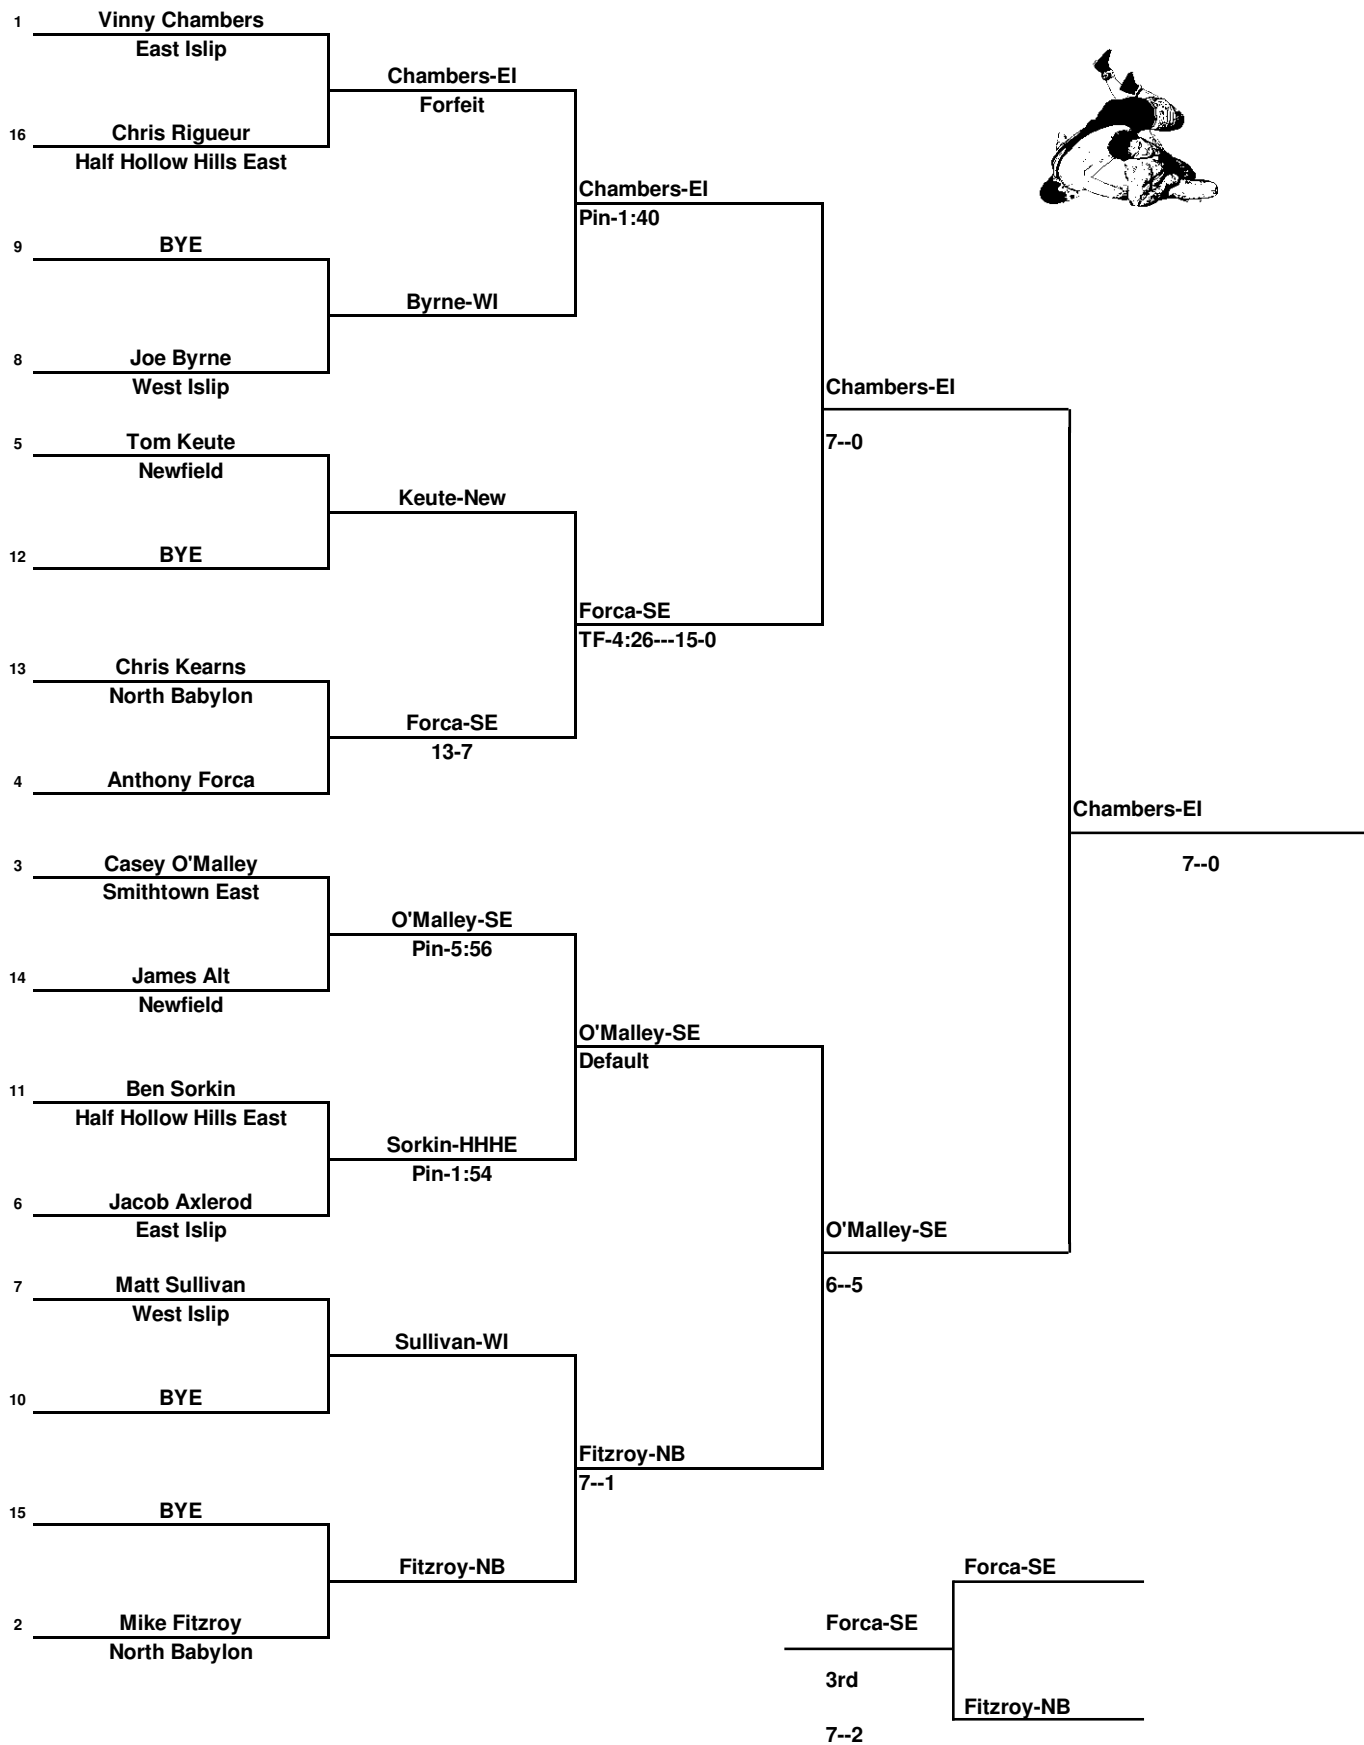 1 Vinny Chambers
East Islip
Chambers-EI
Forfeit
16 Chris Rigueur
Half Hollow Hills East
Chambers-EI
Pin-1:40
9 BYE
Byrne-WI
8 Joe Byrne
West Islip
Chambers-EI
7--0
5 Tom Keute
Newfield
Keute-New
12 BYE
Forca-SE
TF-4:26---15-0
13 Chris Kearns
North Babylon
Forca-SE
13-7
4 Anthony Forca
Chambers-EI
7--0
3 Casey O'Malley
Smithtown East
O'Malley-SE
Pin-5:56
14 James Alt
Newfield
O'Malley-SE
Default
11 Ben Sorkin
Half Hollow Hills East
Sorkin-HHHE
Pin-1:54
6 Jacob Axlerod
East Islip
O'Malley-SE
6--5
7 Matt Sullivan
West Islip
Sullivan-WI
10 BYE
Fitzroy-NB
7--1
15 BYE
Fitzroy-NB
2 Mike Fitzroy
North Babylon
Forca-SE
Forca-SE
3rd
Fitzroy-NB
7--2